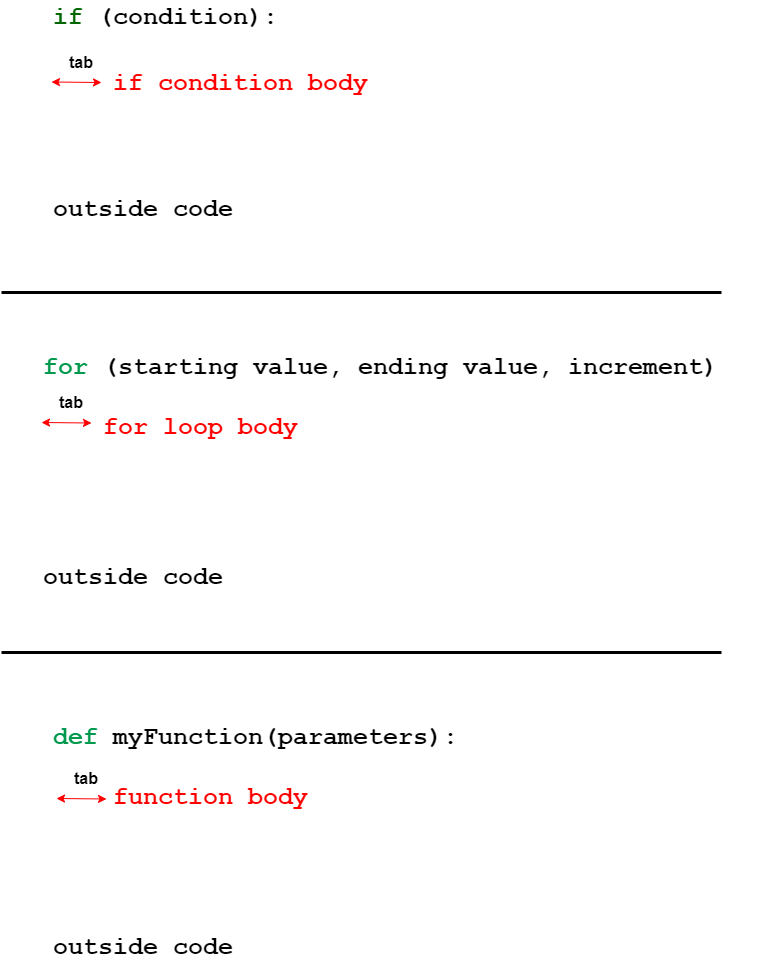 if (condition):
tab
if condition body
outside code
for (starting value, ending value, increment)
tab
for loop body
outside code
def myFunction(parameters):
tab
function body
outside code